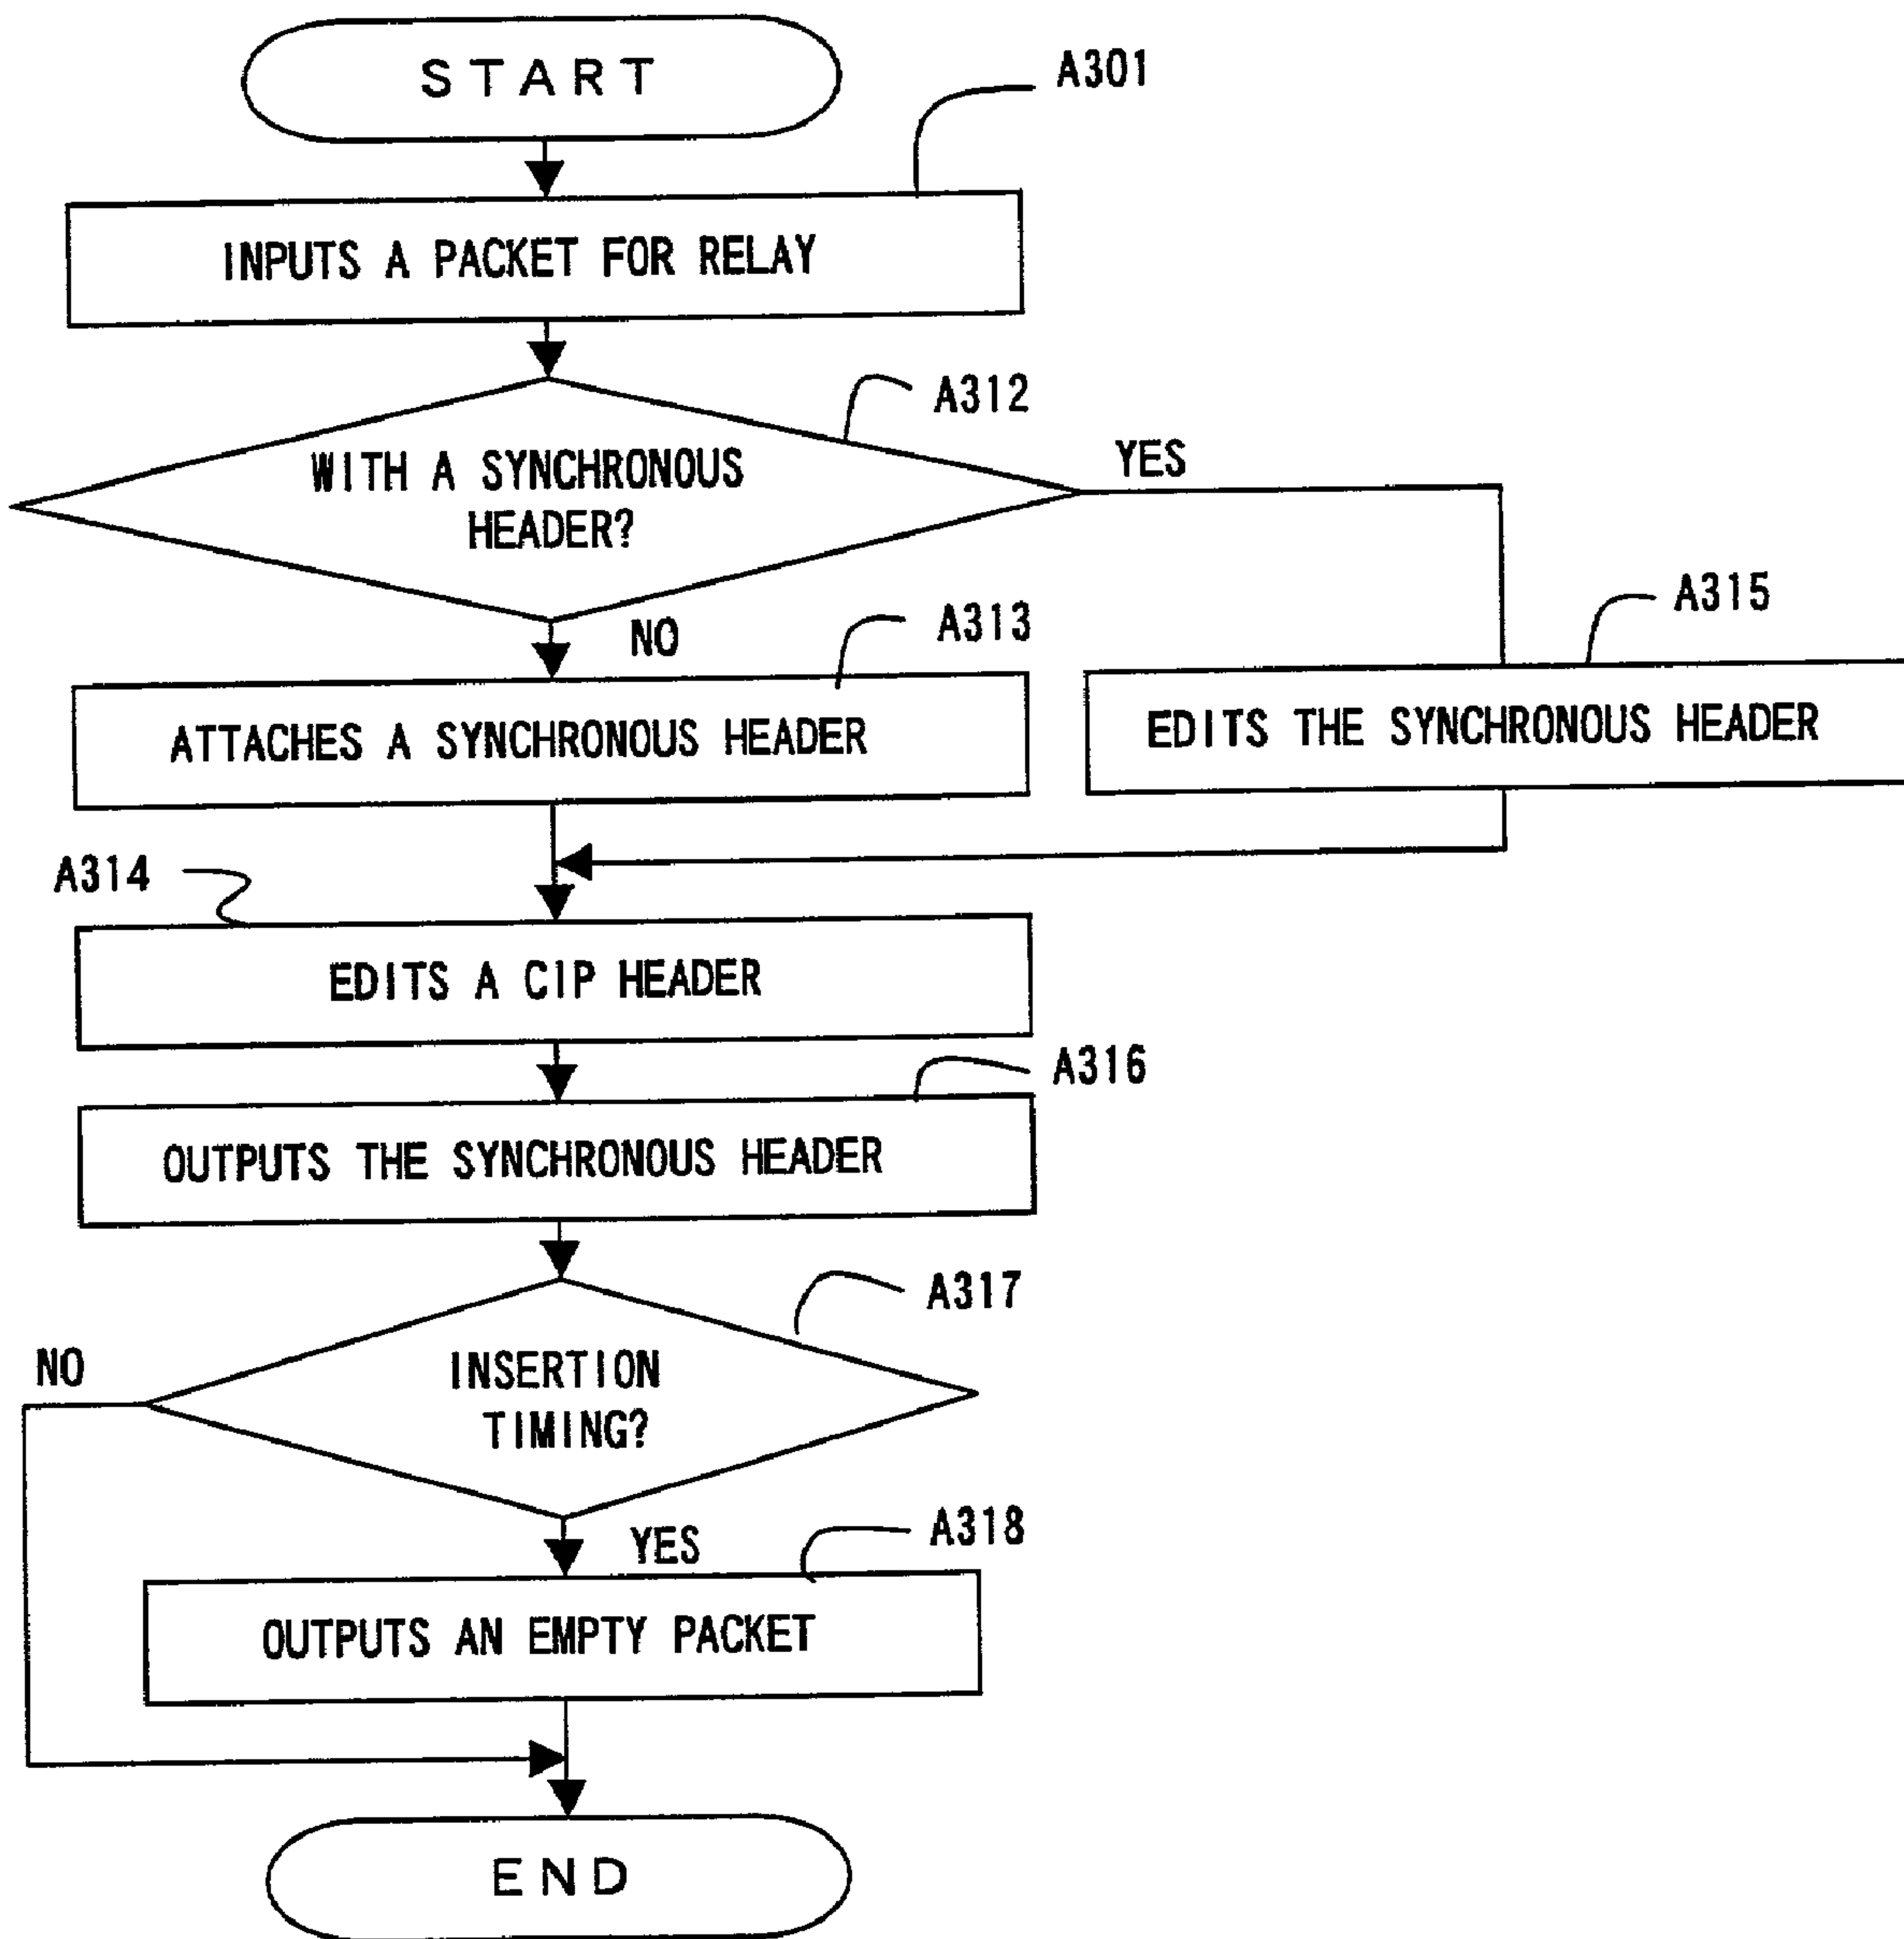 START
A301
INPUTS A PACKET FOR RELAY
A312
WITH A SYNCHRONOUS
HEADER?
YES
NO
A313
A315
ATTACHES A SYNCHRONOUS HEADER
EDITS THE SYNCHRONOUS HEADER
A314
EDITS A CIP HEADER
A316
OUTPUTS THE SYNCHRONOUS HEADER
A317
NO
INSERTION
TIMING?
YES
A318
OUTPUTS AN EMPTY PACKET
END